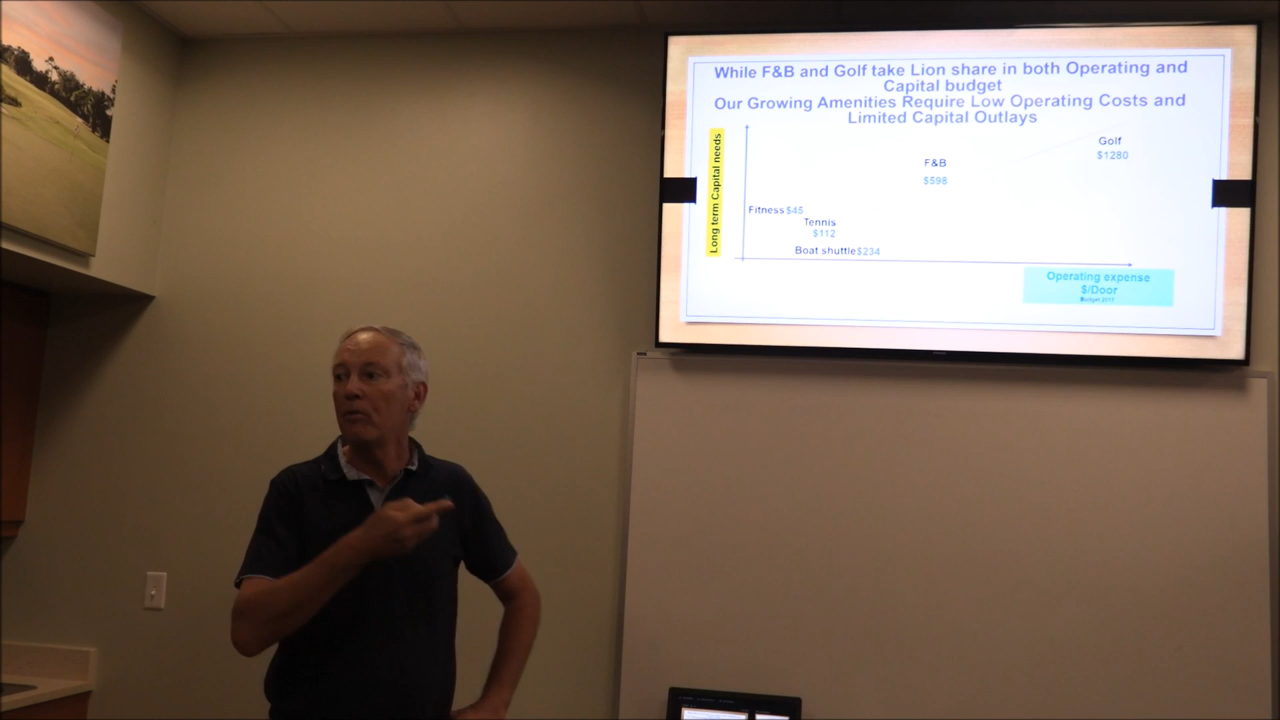 While F&B and Golf take Lion share in both Operating and
Capital budget
Our Growing Amenities Require Low Operating Costs and
Limited Capital Outlays
Long term Capital needs
Golf
$1280
F&B
$598
Fitness $45
Tennis
$112
Boat shuttle $234
Operating expense
$/Door
Budget 2017